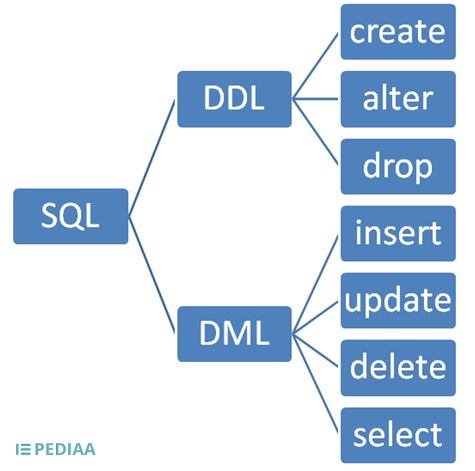 SQL
DDL
create
alter
drop
DML
insert
update
delete
select
PEDIAA